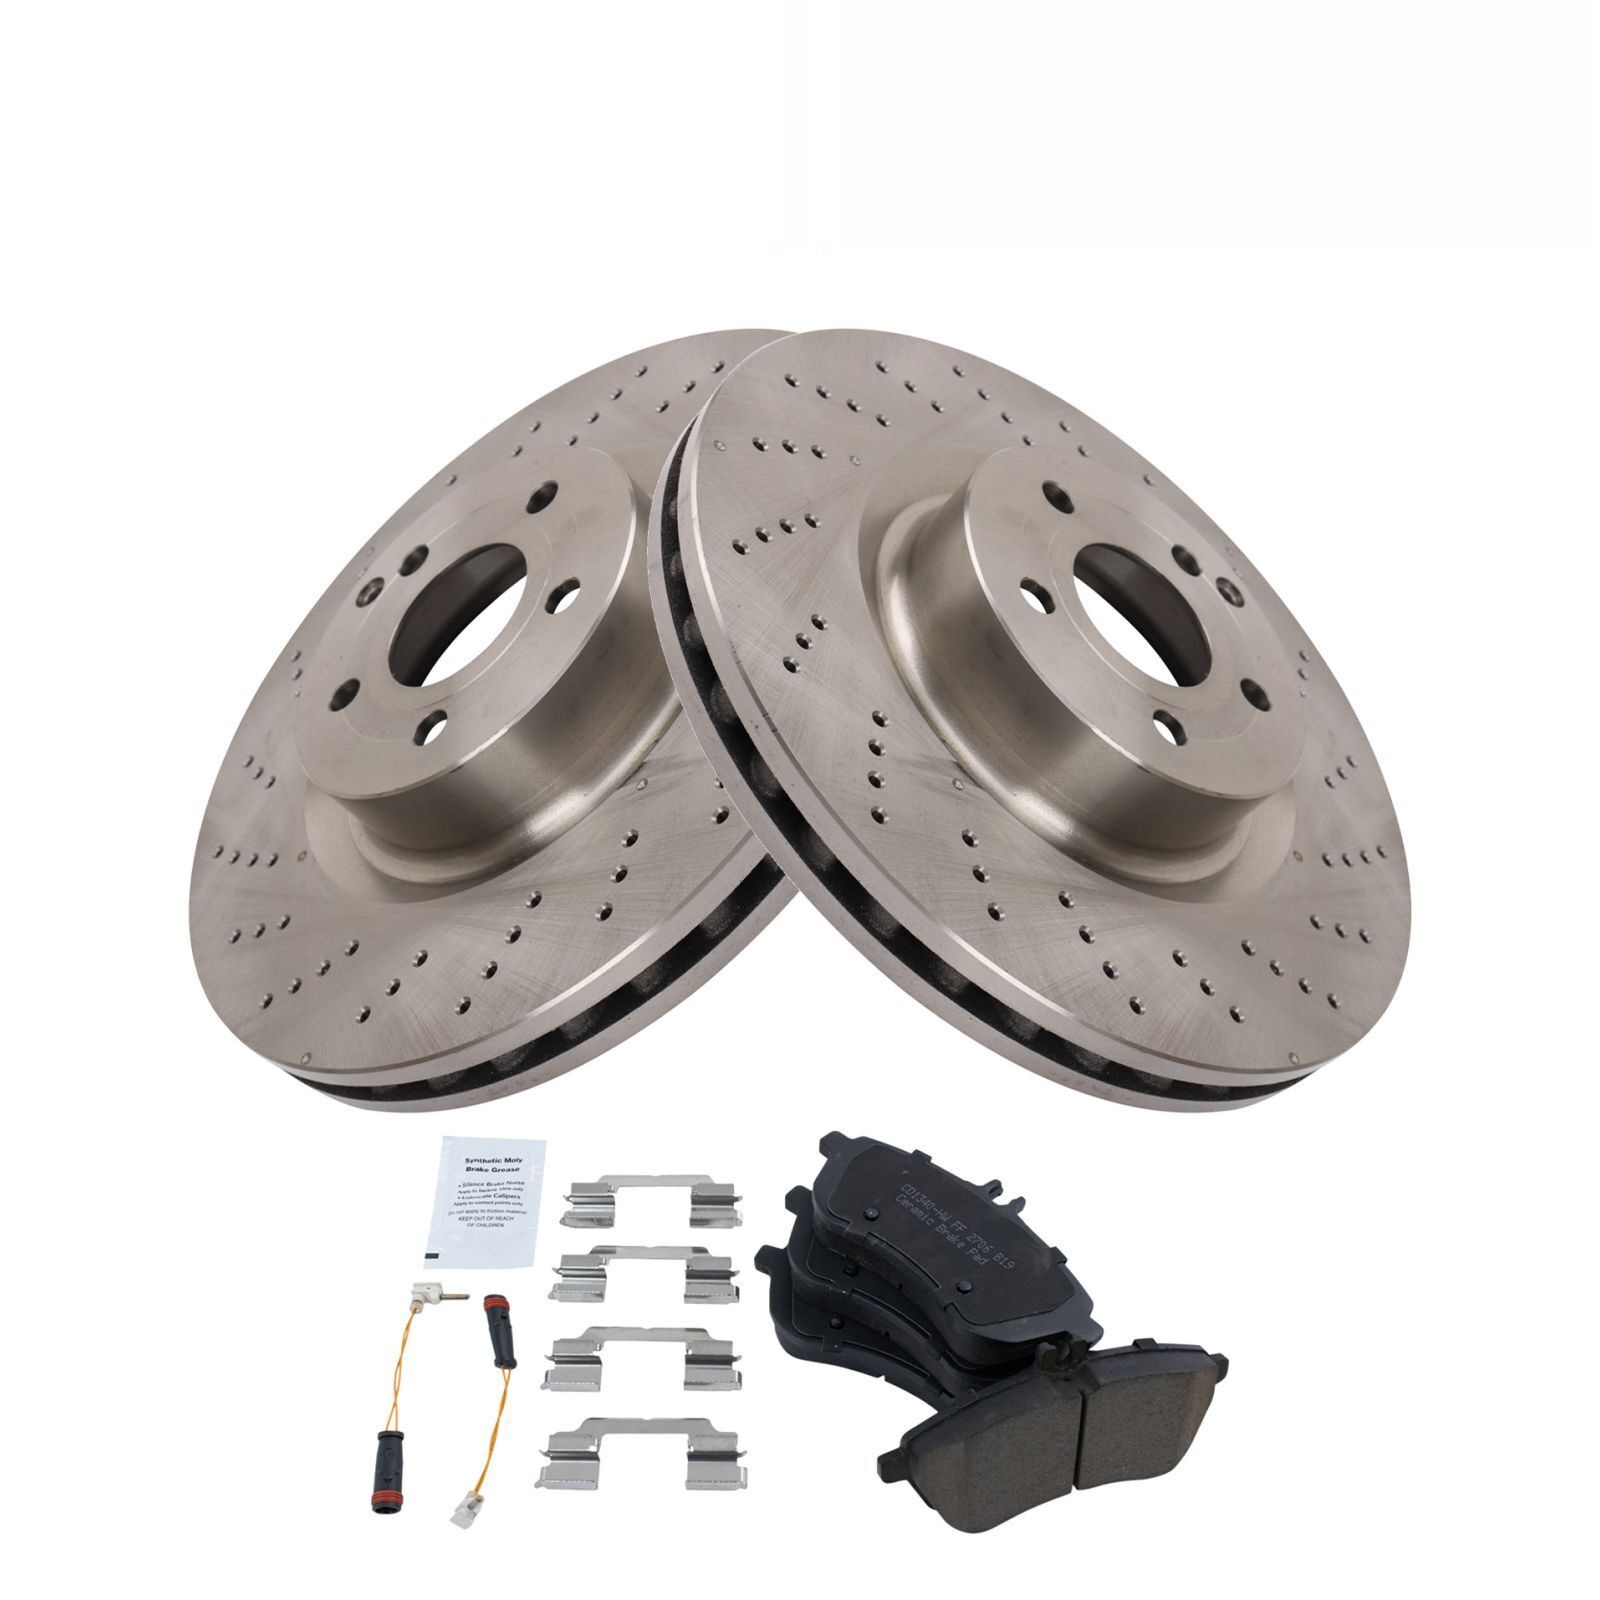 Synthetic Moly
Brake Grease
• Silence Brake Noise
Apply to backing plate only
• Lubricate Calipers
Apply to contact points only
Do not apply to friction material
KEEP OUT OF REACH
OF CHILDREN
CD1340-HW FF 2706 B19
Ceramic Brake Pad